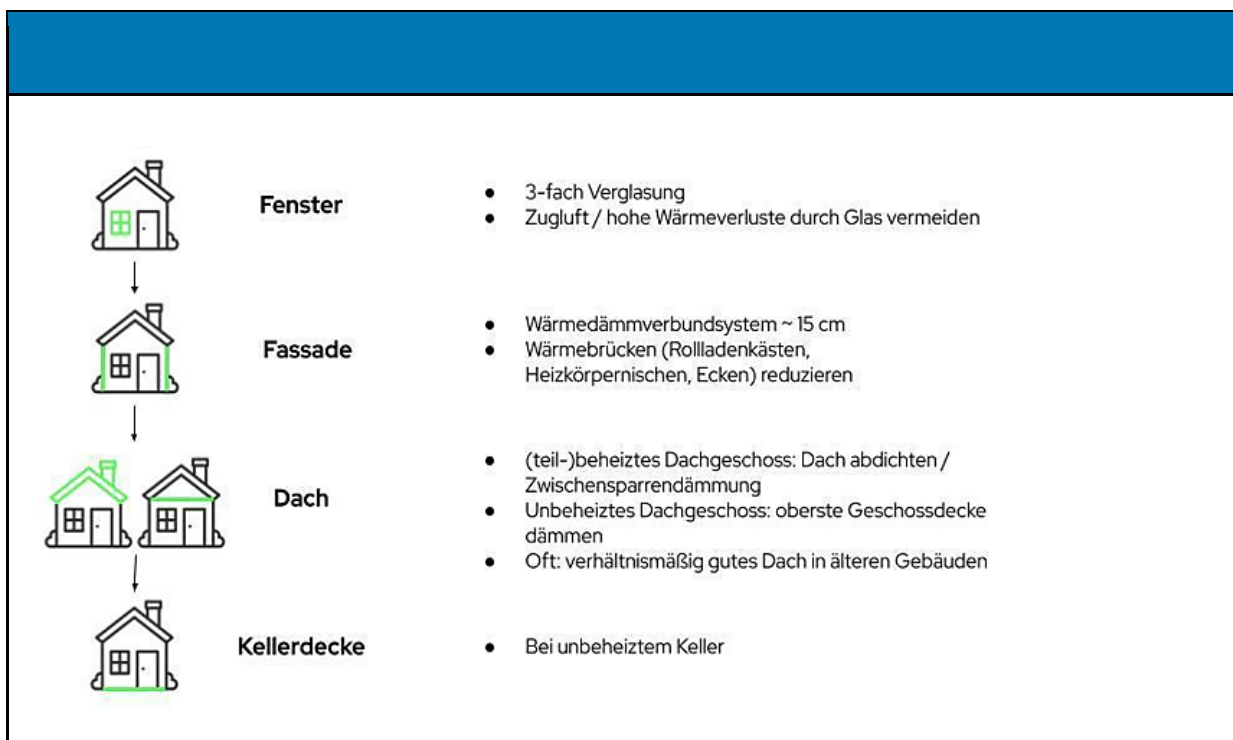 Fenster
● 3-fach Verglasung
● Zugluft / hohe Wärmeverluste durch Glas vermeiden
Fassade
● Wärmedämmverbundsystem ~ 15 cm
● Wärmebrücken (Rollladenkästen,
Heizkörpernischen, Ecken) reduzieren
Dach
● (teil-)beheiztes Dachgeschoss: Dach abdichten /
Zwischensparrendämmung
● Unbeheiztes Dachgeschoss: oberste Geschossdecke
dämmen
● Oft: verhältnismäßig gutes Dach in älteren Gebäuden
Kellerdecke
● Bei unbeheiztem Keller